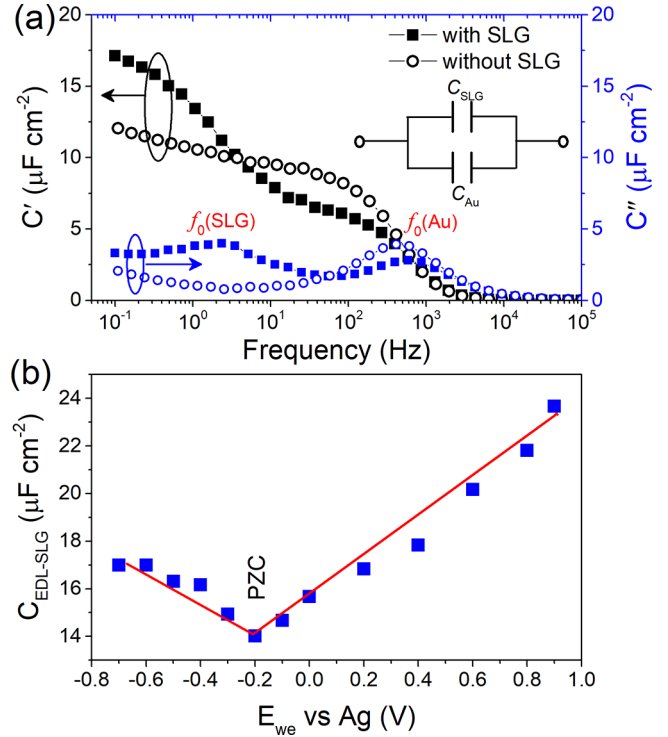 (a)
20
15
10
5
0
C′ (μF cm⁻²)
with SLG
without SLG
C_SLG
C_Au
f₀(SLG)
f₀(Au)
20
15
10
5
0
C″ (μF cm⁻²)
10⁻¹ 10⁰ 10¹ 10² 10³ 10⁴ 10⁵
Frequency (Hz)
(b)
24
22
20
18
16
14
C_EDL-SLG (μF cm⁻²)
PZC
-0.8 -0.6 -0.4 -0.2 0.0 0.2 0.4 0.6 0.8 1.0
E_we vs Ag (V)